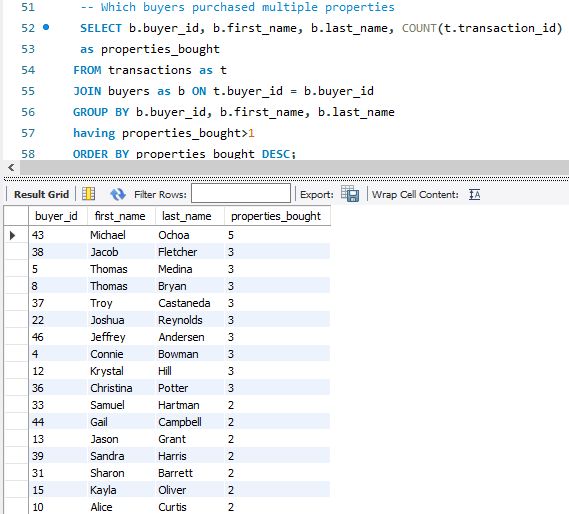 51 -- Which buyers purchased multiple properties
52 SELECT b.buyer_id, b.first_name, b.last_name, COUNT(t.transaction_id)
53 as properties_bought
54 FROM transactions as t
55 JOIN buyers as b ON t.buyer_id = b.buyer_id
56 GROUP BY b.buyer_id, b.first_name, b.last_name
57 having properties_bought>1
58 ORDER BY properties_bought DESC;
Result Grid Filter Rows: Export: Wrap Cell Content: IA
buyer_id first_name last_name properties_bought
43 Michael Ochoa 5
38 Jacob Fletcher 3
5 Thomas Medina 3
8 Thomas Bryan 3
37 Troy Castaneda 3
22 Joshua Reynolds 3
46 Jeffrey Andersen 3
4 Connie Bowman 3
12 Krystal Hill 3
36 Christina Potter 3
33 Samuel Hartman 2
44 Gail Campbell 2
13 Jason Grant 2
39 Sandra Harris 2
31 Sharon Barrett 2
15 Kayla Oliver 2
10 Alice Curtis 2